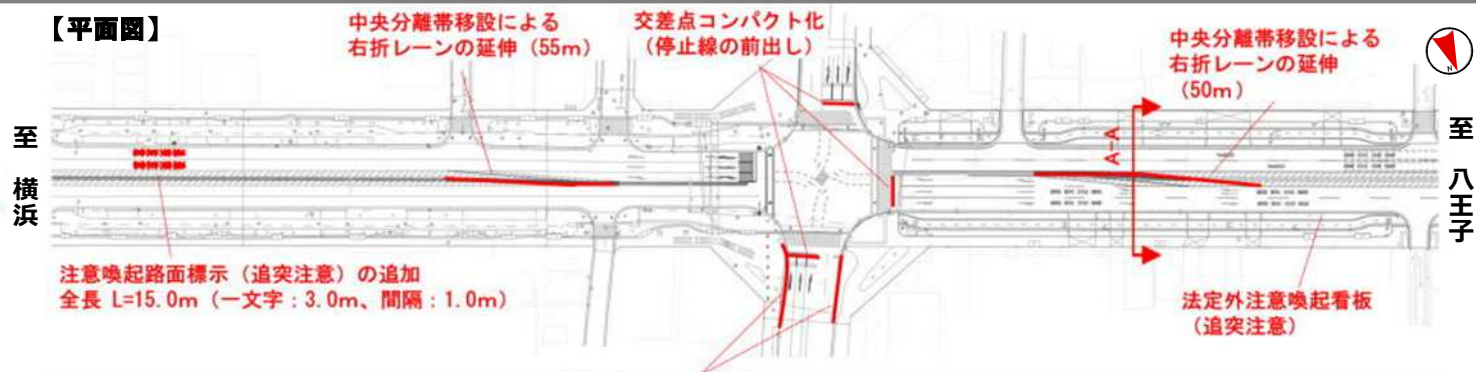 【平面図】
中央分離帯移設による
右折レーンの延伸（55m）
交差点コンパクト化
（停止線の前出し）
中央分離帯移設による
右折レーンの延伸
（50m）
N
至 横浜
至 八王子
A-A
注意喚起路面標示（追突注意）の追加
全長 L=15.0m（一文字：3.0m、間隔：1.0m）
法定外注意喚起看板
（追突注意）